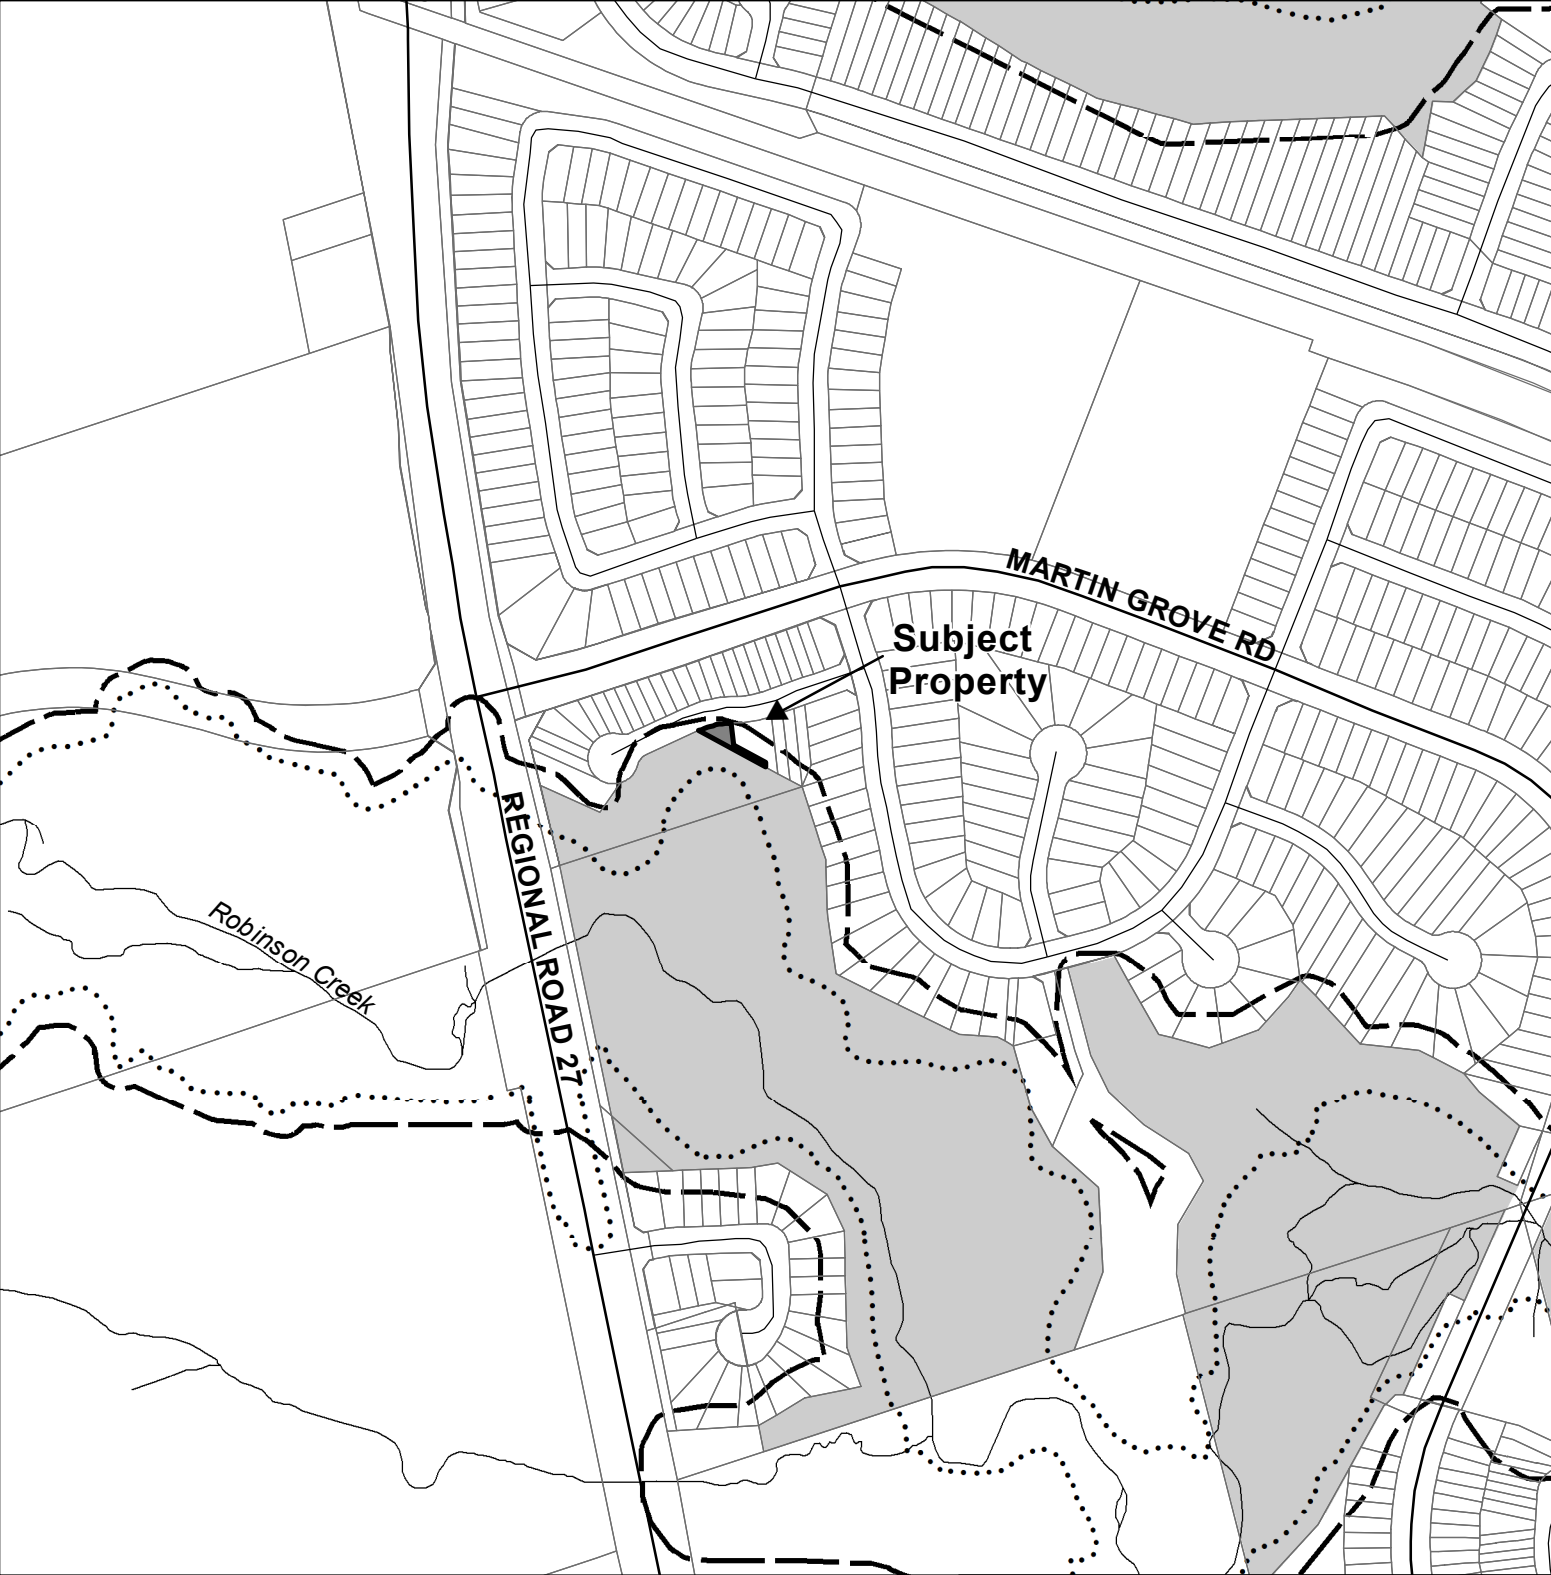 MARTIN GROVE RD
Subject
Property
REGIONAL ROAD 27
Robinson Creek